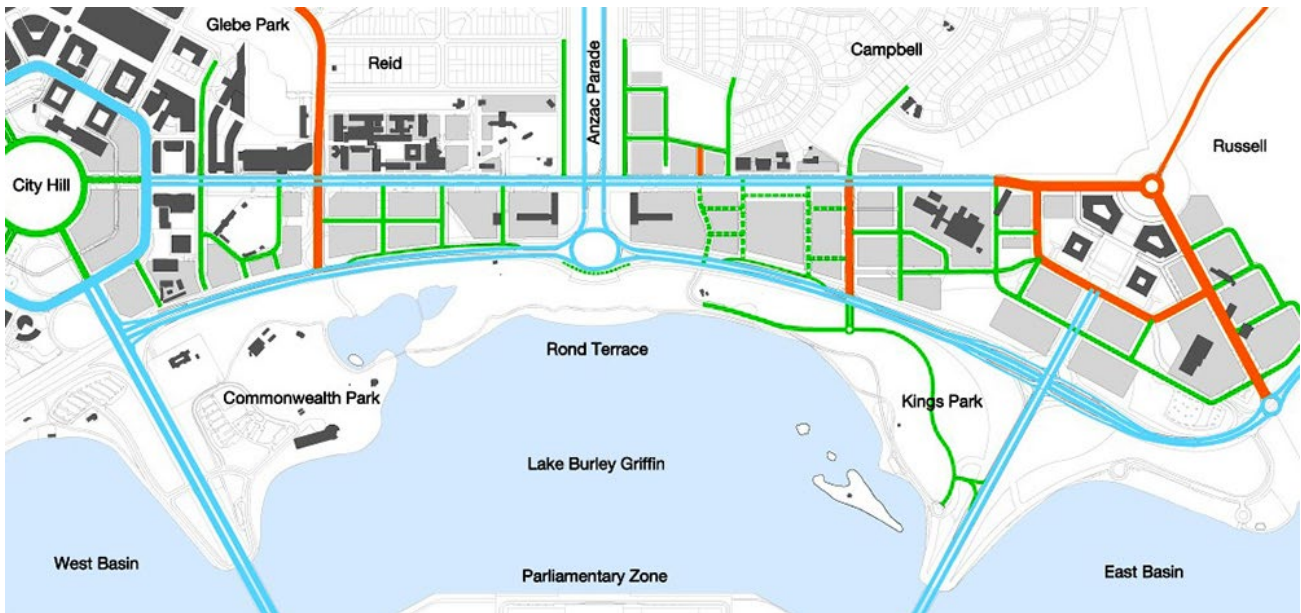 Glebe Park
Reid
Anzac Parade
Campbell
Russell
City Hill
Rond Terrace
Commonwealth Park
Kings Park
Lake Burley Griffin
West Basin
Parliamentary Zone
East Basin